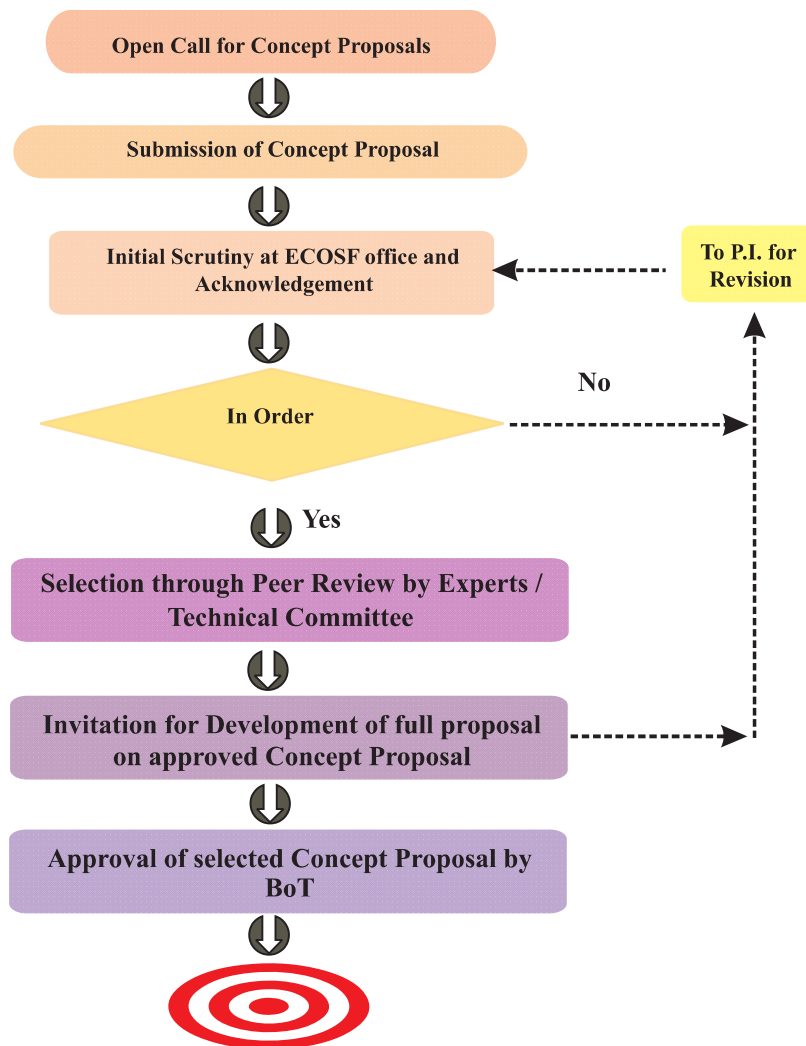 Open Call for Concept Proposals
Submission of Concept Proposal
Initial Scrutiny at ECOSF office and
Acknowledgement
To P.I. for
Revision
No
In Order
Yes
Selection through Peer Review by Experts /
Technical Committee
Invitation for Development of full proposal
on approved Concept Proposal
Approval of selected Concept Proposal by
BoT